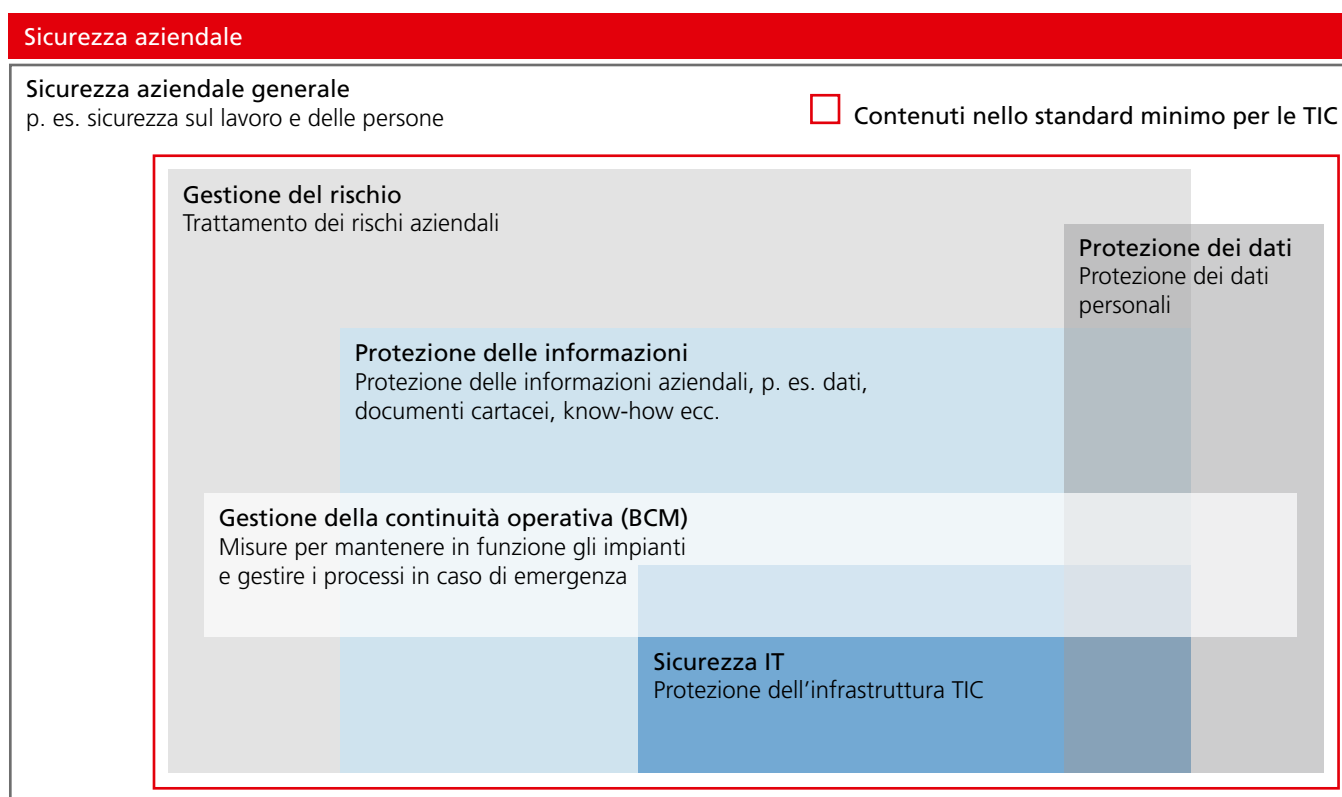 Sicurezza aziendale
Sicurezza aziendale generale
p. es. sicurezza sul lavoro e delle persone
Contenuti nello standard minimo per le TIC
Gestione del rischio
Trattamento dei rischi aziendali
Protezione dei dati
Protezione dei dati
personali
Protezione delle informazioni
Protezione delle informazioni aziendali, p. es. dati,
documenti cartacei, know-how ecc.
Gestione della continuità operativa (BCM)
Misure per mantenere in funzione gli impianti
e gestire i processi in caso di emergenza
Sicurezza IT
Protezione dell’infrastruttura TIC